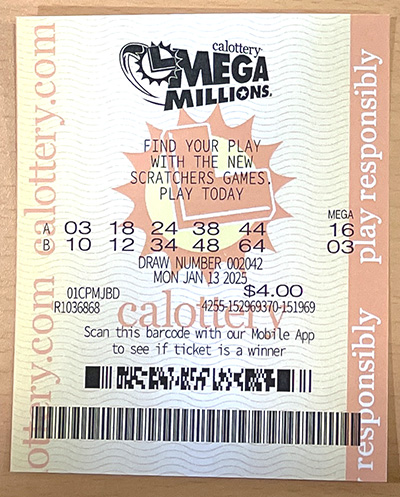 calottery
MEGA
MILLIONS
FIND YOUR PLAY
WITH THE NEW
SCRATCHERS GAMES.
PLAY TODAY
MEGA
A 03 18 24 38 44 16
B 10 12 34 48 64 03
DRAW NUMBER 002042
MON JAN 13 2025
01CPMJBD $4.00
R1036868 4255-152969370-151969
calottery
Scan this barcode with our Mobile App
to see if ticket is a winner
calottery.com calottery.com
play responsibly
responsibly